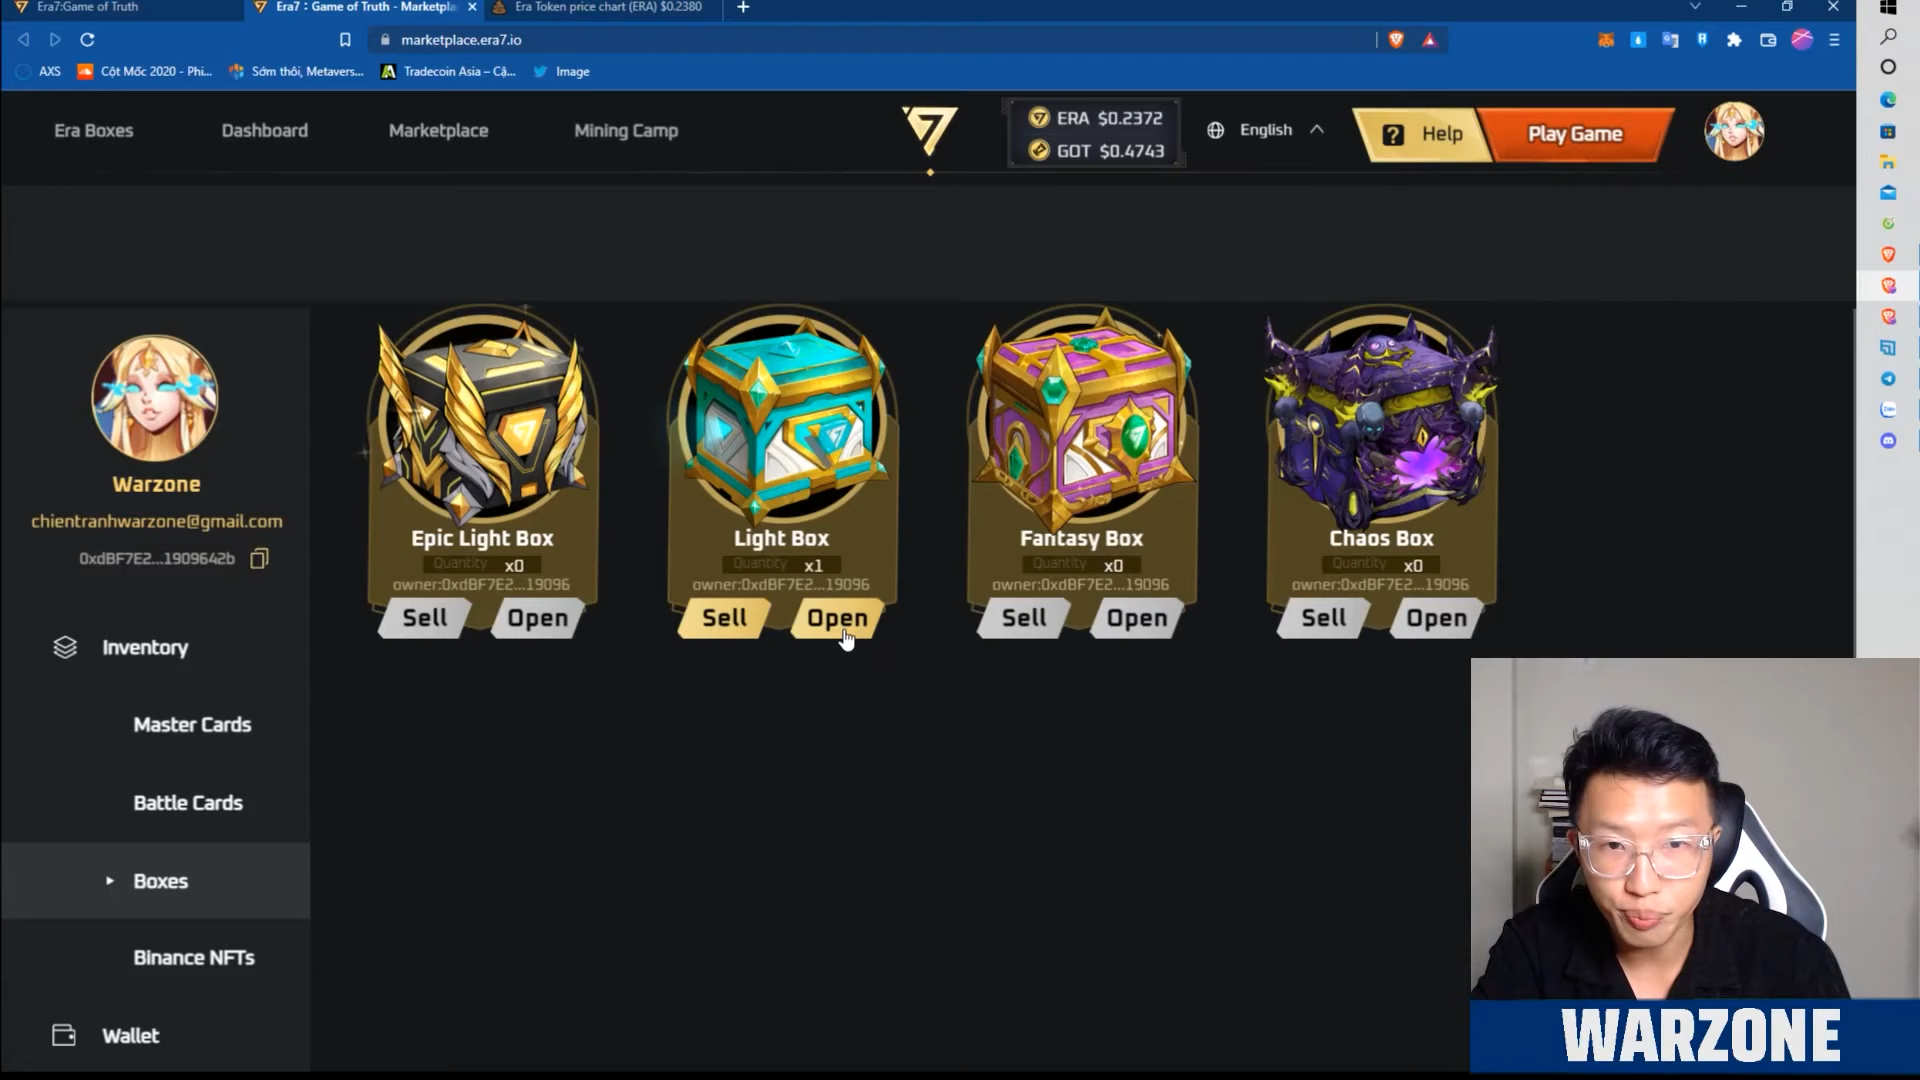 Era7:Game of Truth
Era7 : Game of Truth - Marketpla
Era Token price chart (ERA) $0.2380
marketplace.era7.io
AXS
Cột Mốc 2020 - Phi...
Sớm thôi, Metavers...
Tradecoin Asia – Cậ...
Image
Era Boxes
Dashboard
Marketplace
Mining Camp
ERA $0.2372
GOT $0.4743
English
? Help
Play Game
Warzone
chientranhwarzone@gmail.com
0xdBF7E2...1909642b
Inventory
Master Cards
Battle Cards
Boxes
Binance NFTs
Wallet
Epic Light Box
Quantity x0
owner:0xdBF7E2...19096
Sell Open
Light Box
Quantity x1
owner:0xdBF7E2...19096
Sell Open
Fantasy Box
Quantity x0
owner:0xdBF7E2...19096
Sell Open
Chaos Box
Quantity x0
owner:0xdBF7E2...19096
Sell Open
WARZONE